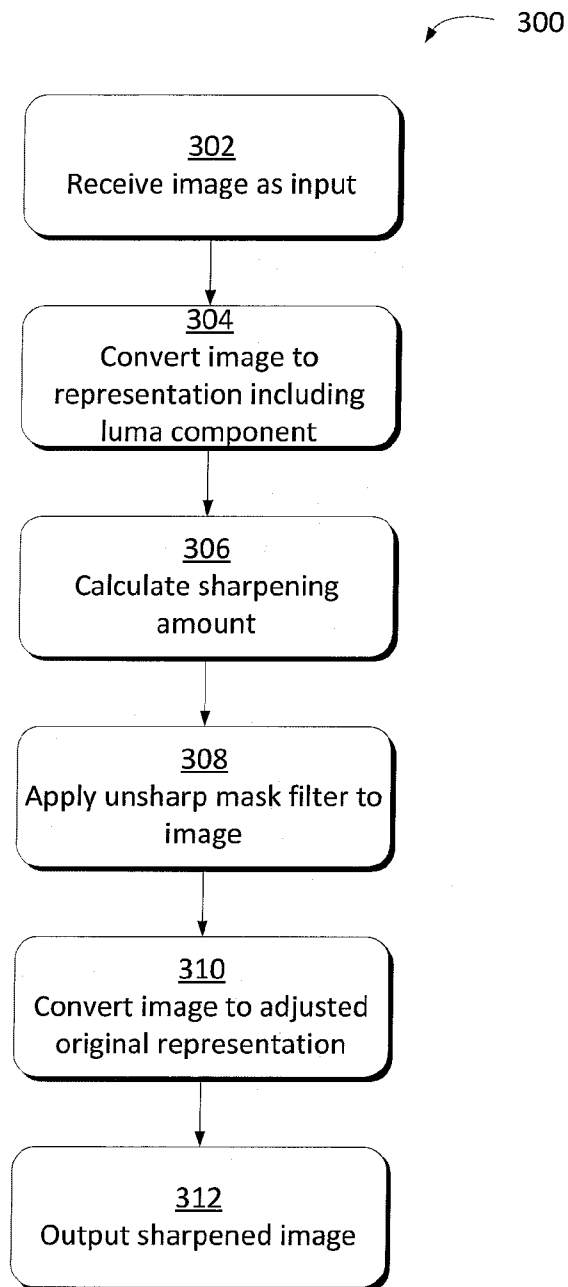 300
302
Receive image as input
304
Convert image to
representation including
luma component
306
Calculate sharpening
amount
308
Apply unsharp mask filter to
image
310
Convert image to adjusted
original representation
312
Output sharpened image